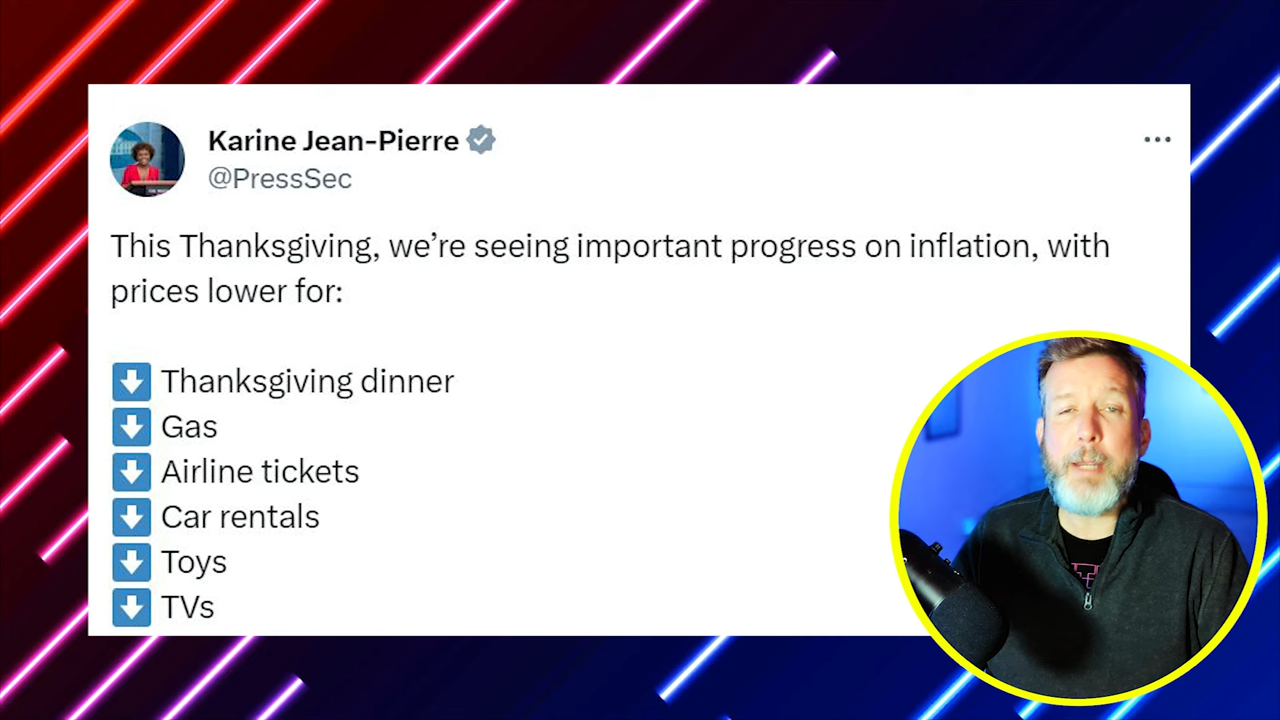 Karine Jean-Pierre
@PressSec
This Thanksgiving, we’re seeing important progress on inflation, with
prices lower for:
⬇️ Thanksgiving dinner
⬇️ Gas
⬇️ Airline tickets
⬇️ Car rentals
⬇️ Toys
⬇️ TVs